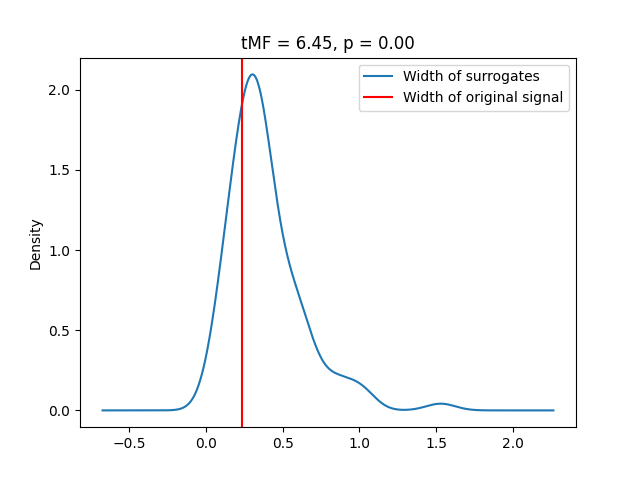 tMF = 6.45, p = 0.00
Width of surrogates
Width of original signal
Density
2.0
1.5
1.0
0.5
0.0
−0.5 0.0 0.5 1.0 1.5 2.0